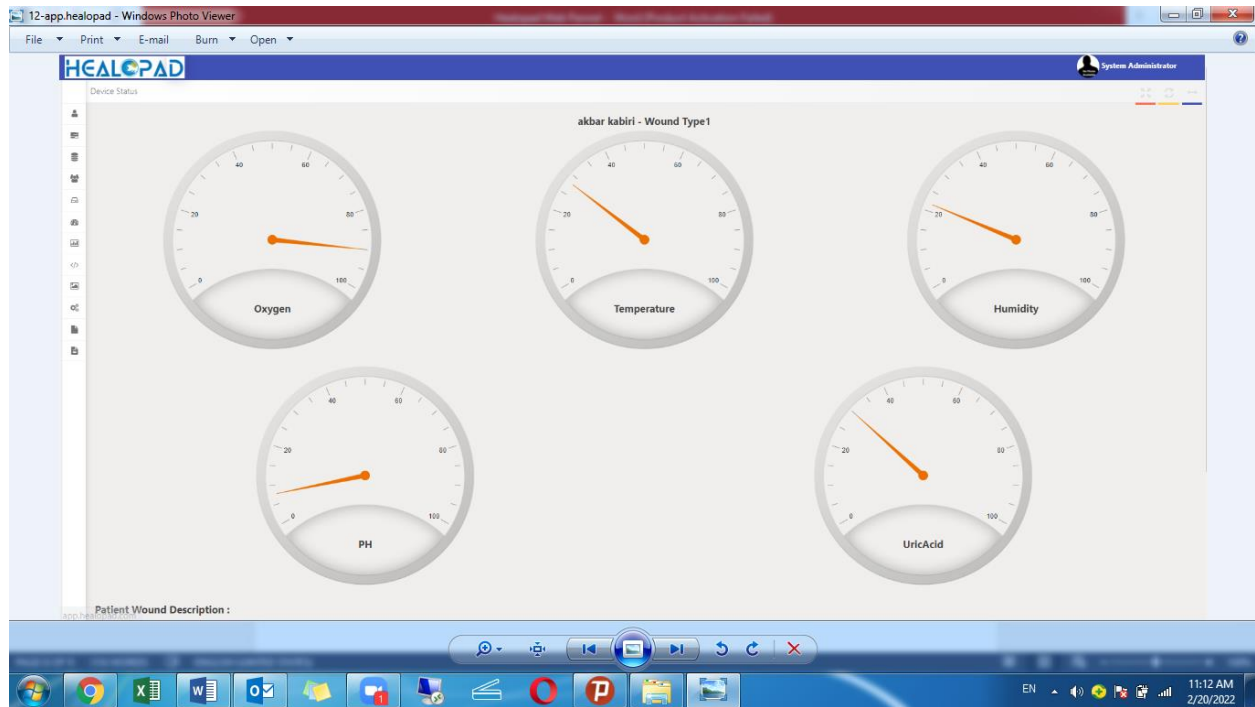 12-app.healopad - Windows Photo Viewer
File Print E-mail Burn Open
HEALOPAD
System Administrator
Device Status
akbar kabiri - Wound Type1
0 20 40 60 80 100
Oxygen
0 20 40 60 80 100
Temperature
0 20 40 60 80 100
Humidity
0 20 40 60 80 100
PH
0 20 40 60 80 100
UricAcid
Patient Wound Description :
app.healopad.com
EN
11:12 AM
2/20/2022